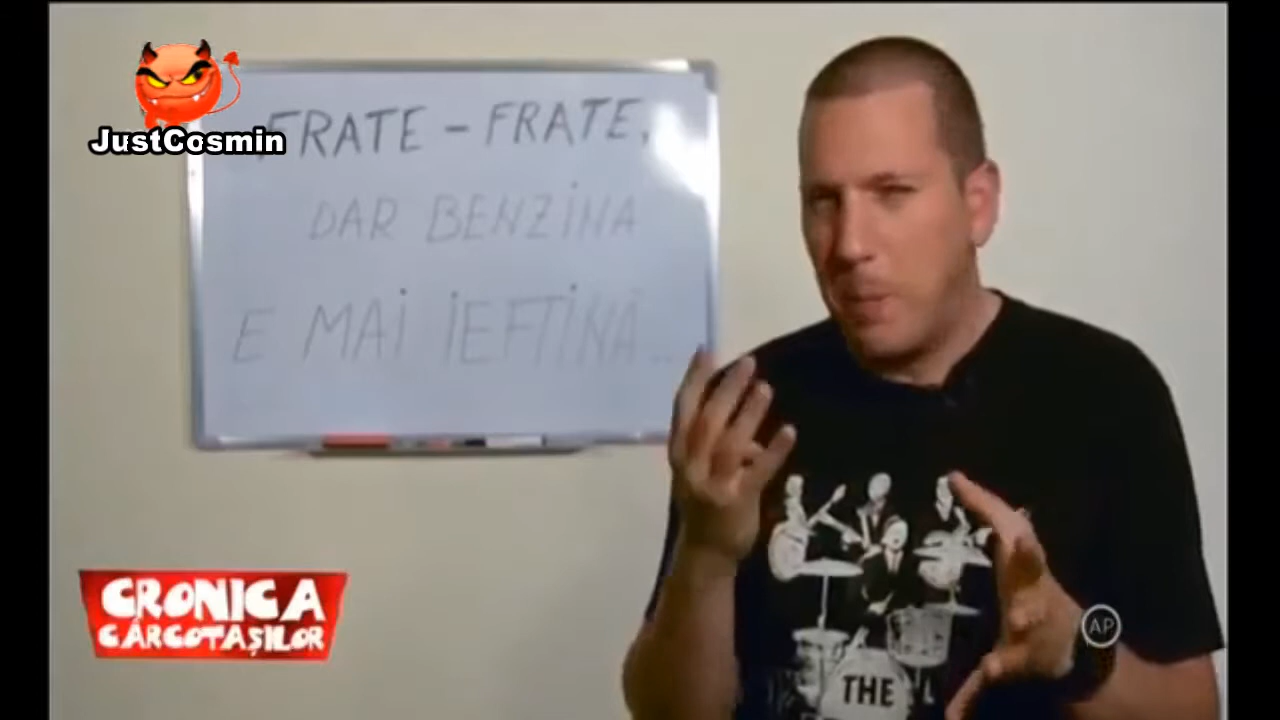 JustCosmin
FRATE - FRATE,
DAR BENZINA
E MAI IEFTINĂ...
CRONICA
CÂRCOTAȘILOR
AP
THE